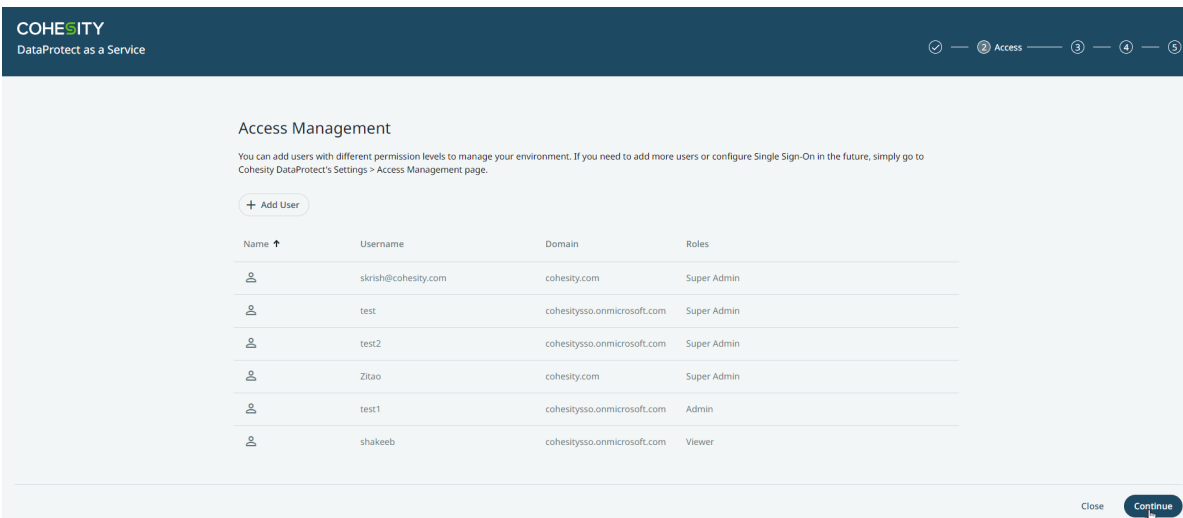 COHESITY
DataProtect as a Service
2 Access 3 4 5
Access Management
You can add users with different permission levels to manage your environment. If you need to add more users or configure Single Sign-On in the future, simply go to
Cohesity DataProtect's Settings > Access Management page.
+ Add User
Name ↑ Username Domain Roles
skrish@cohesity.com cohesity.com Super Admin
test cohesitysso.onmicrosoft.com Super Admin
test2 cohesitysso.onmicrosoft.com Super Admin
Zitao cohesity.com Super Admin
test1 cohesitysso.onmicrosoft.com Admin
shakeeb cohesitysso.onmicrosoft.com Viewer
Close Continue